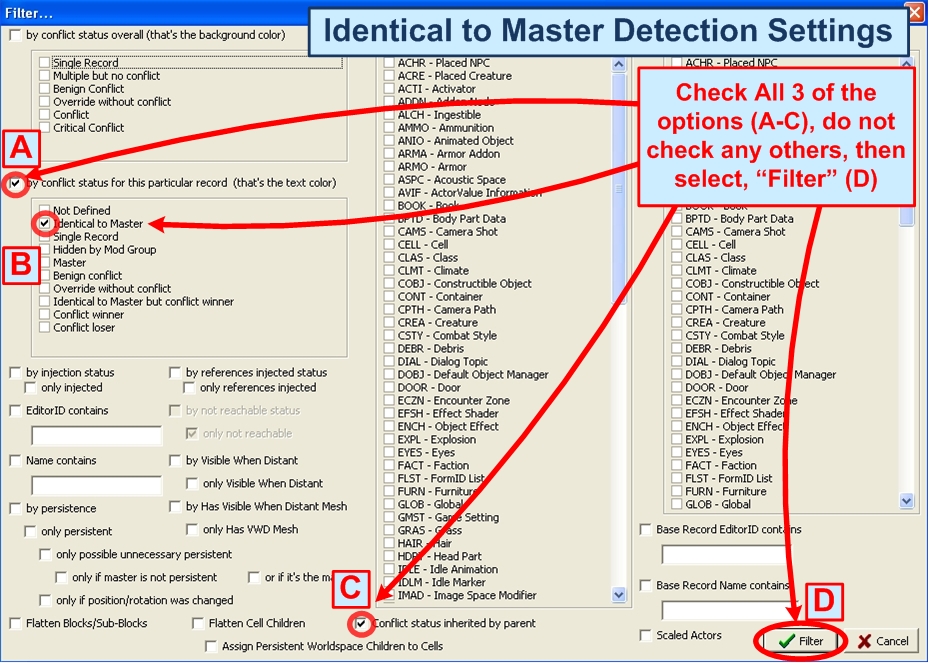 Filter...
Identical to Master Detection Settings
by conflict status overall (that's the background color)
Single Record
Multiple but no conflict
Benign Conflict
Override without conflict
Conflict
Critical Conflict
A
by conflict status for this particular record (that's the text color)
Not Defined
Identical to Master
Single Record
Hidden by Mod Group
Master
Benign conflict
Override without conflict
Identical to Master but conflict winner
Conflict winner
Conflict loser
B
by injection status
only injected
by references injected status
only references injected
EditorID contains
by not reachable status
only not reachable
Name contains
by Visible When Distant
only Visible When Distant
by persistence
by Has Visible When Distant Mesh
only persistent
only Has VWD Mesh
only possible unnecessary persistent
only if master is not persistent
or if it's the ma
only if position/rotation was changed
Flatten Blocks/Sub-Blocks
Flatten Cell Children
Assign Persistent Worldspace Children to Cells
C
Conflict status inherited by parent
ACHR - Placed NPC
ACRE - Placed Creature
ACTI - Activator
ADDN - Addon Node
ALCH - Ingestible
AMMO - Ammunition
ANIO - Animated Object
ARMA - Armor Addon
ARMO - Armor
ASPC - Acoustic Space
AVIF - ActorValue Information
BOOK - Book
BPTD - Body Part Data
CAMS - Camera Shot
CELL - Cell
CLAS - Class
CLMT - Climate
COBJ - Constructible Object
CONT - Container
CPTH - Camera Path
CREA - Creature
CSTY - Combat Style
DEBR - Debris
DIAL - Dialog Topic
DOBJ - Default Object Manager
DOOR - Door
ECZN - Encounter Zone
EFSH - Effect Shader
ENCH - Object Effect
EXPL - Explosion
EYES - Eyes
FACT - Faction
FLST - FormID List
FURN - Furniture
GLOB - Global
GMST - Game Setting
GRAS - Grass
HAIR - Hair
HDPT - Head Part
IDLE - Idle Animation
IDLM - Idle Marker
IMAD - Image Space Modifier
ACHR - Placed NPC
Check All 3 of the
options (A-C), do not
check any others, then
select, “Filter” (D)
BOOK - Book
BPTD - Body Part Data
CAMS - Camera Shot
CELL - Cell
CLAS - Class
CLMT - Climate
COBJ - Constructible Object
CONT - Container
CPTH - Camera Path
CREA - Creature
CSTY - Combat Style
DEBR - Debris
DIAL - Dialog Topic
DOBJ - Default Object Manager
DOOR - Door
ECZN - Encounter Zone
EFSH - Effect Shader
ENCH - Object Effect
EXPL - Explosion
EYES - Eyes
FACT - Faction
FLST - FormID List
FURN - Furniture
GLOB - Global
Base Record EditorID contains
Base Record Name contains
D
Scaled Actors
Filter
Cancel